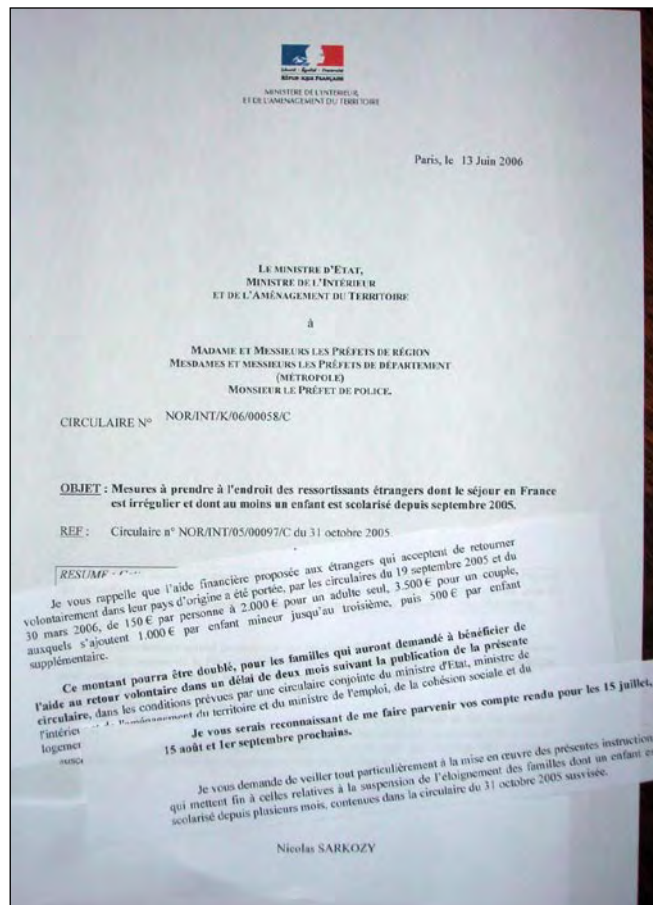 Liberté • Égalité • Fraternité
RÉPUBLIQUE FRANÇAISE
MINISTÈRE DE L'INTÉRIEUR
ET DE L'AMÉNAGEMENT DU TERRITOIRE
Paris, le 13 Juin 2006
LE MINISTRE D'ETAT,
MINISTRE DE L'INTÉRIEUR
ET DE L'AMÉNAGEMENT DU TERRITOIRE
à
MADAME ET MESSIEURS LES PRÉFETS DE RÉGION
MESDAMES ET MESSIEURS LES PRÉFETS DE DÉPARTEMENT
(MÉTROPOLE)
MONSIEUR LE PRÉFET DE POLICE.
CIRCULAIRE N° NOR/INT/K/06/00058/C
OBJET : Mesures à prendre à l'endroit des ressortissants étrangers dont le séjour en France
est irrégulier et dont au moins un enfant est scolarisé depuis septembre 2005.
REF : Circulaire n° NOR/INT/05/00097/C du 31 octobre 2005
RESUME :
Je vous rappelle que l'aide financière proposée aux étrangers qui acceptent de retourner
volontairement dans leur pays d'origine a été portée, par les circulaires du 19 septembre 2005 et du
30 mars 2006, de 150 € par personne à 2.000 € pour un adulte seul, 3.500 € pour un couple,
auxquels s'ajoutent 1.000 € par enfant mineur jusqu'au troisième, puis 500 € par enfant
supplémentaire.
Ce montant pourra être doublé, pour les familles qui auront demandé à bénéficier de
l'aide au retour volontaire dans un délai de deux mois suivant la publication de la présente
circulaire, dans les conditions prévues par une circulaire conjointe du ministre d'Etat, ministre de
l'intérieur et de l'aménagement du territoire et du ministre de l'emploi, de la cohésion sociale et du
Je vous serais reconnaissant de me faire parvenir vos compte rendu pour les 15 juillet,
15 août et 1er septembre prochains.
Je vous demande de veiller tout particulièrement à la mise en œuvre des présentes instruction
qui mettent fin à celles relatives à la suspension de l'éloignement des familles dont un enfant es
scolarisé depuis plusieurs mois, contenues dans la circulaire du 31 octobre 2005 susvisée.
Nicolas SARKOZY